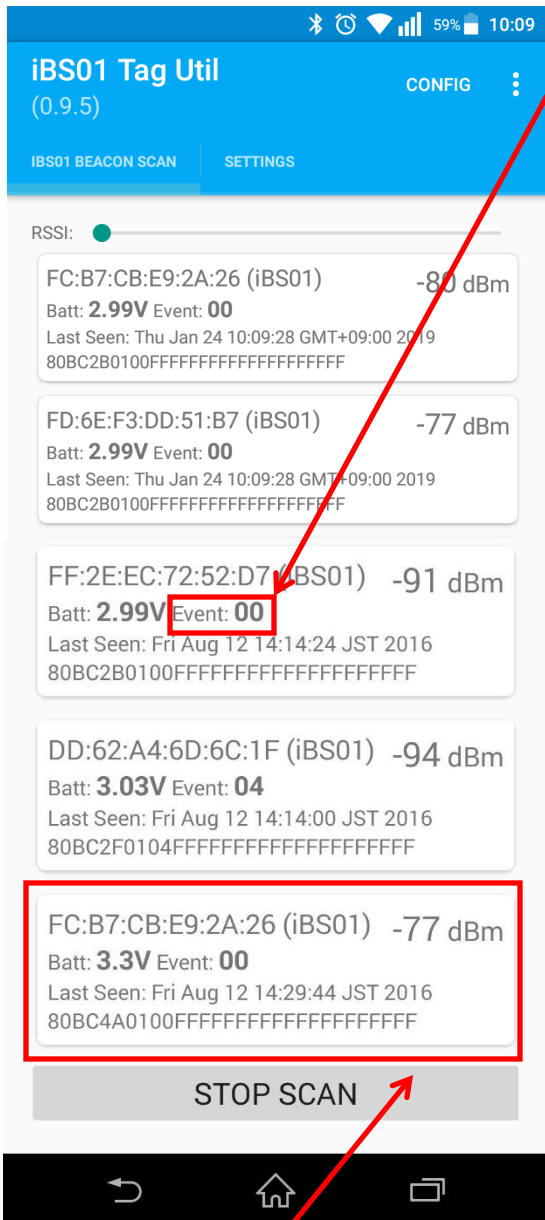 59% 10:09
iBS01 Tag Util
CONFIG
(0.9.5)
IBS01 BEACON SCAN SETTINGS
RSSI:
FC:B7:CB:E9:2A:26 (iBS01) -80 dBm
Batt: 2.99V Event: 00
Last Seen: Thu Jan 24 10:09:28 GMT+09:00 2019
80BC2B0100FFFFFFFFFFFFFFFFFFFF
FD:6E:F3:DD:51:B7 (iBS01) -77 dBm
Batt: 2.99V Event: 00
Last Seen: Thu Jan 24 10:09:28 GMT+09:00 2019
80BC2B0100FFFFFFFFFFFFFFFFFFFF
FF:2E:EC:72:52:D7 (iBS01) -91 dBm
Batt: 2.99V Event: 00
Last Seen: Fri Aug 12 14:14:24 JST 2016
80BC2B0100FFFFFFFFFFFFFFFFFFFF
DD:62:A4:6D:6C:1F (iBS01) -94 dBm
Batt: 3.03V Event: 04
Last Seen: Fri Aug 12 14:14:00 JST 2016
80BC2F0104FFFFFFFFFFFFFFFFFFFF
FC:B7:CB:E9:2A:26 (iBS01) -77 dBm
Batt: 3.3V Event: 00
Last Seen: Fri Aug 12 14:29:44 JST 2016
80BC4A0100FFFFFFFFFFFFFFFFFFFF
STOP SCAN